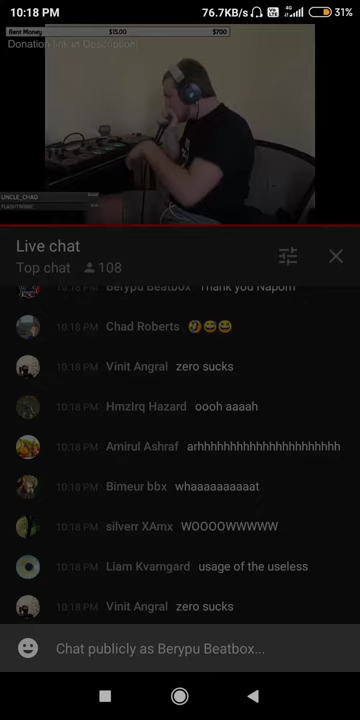 10:18 PM 76.7KB/s 4G 31%
Rent Money $15.00 $700
Donation link in Description!
UNCLE_CHAD
Live chat
Top chat 108
10:18 PM Berypu Beatbox Thank you Napom
10:18 PM Chad Roberts 🤣😄😄
10:18 PM Vinit Angral zero sucks
10:18 PM HmzIrq Hazard oooh aaaah
10:18 PM Amirul Ashraf arhhhhhhhhhhhhhhhhhhhhhh
10:18 PM Bimeur bbx whaaaaaaaaat
10:18 PM silverr XAmx WOOOOWWWWW
10:18 PM Liam Kvarngard usage of the useless
10:18 PM Vinit Angral zero sucks
Chat publicly as Berypu Beatbox...